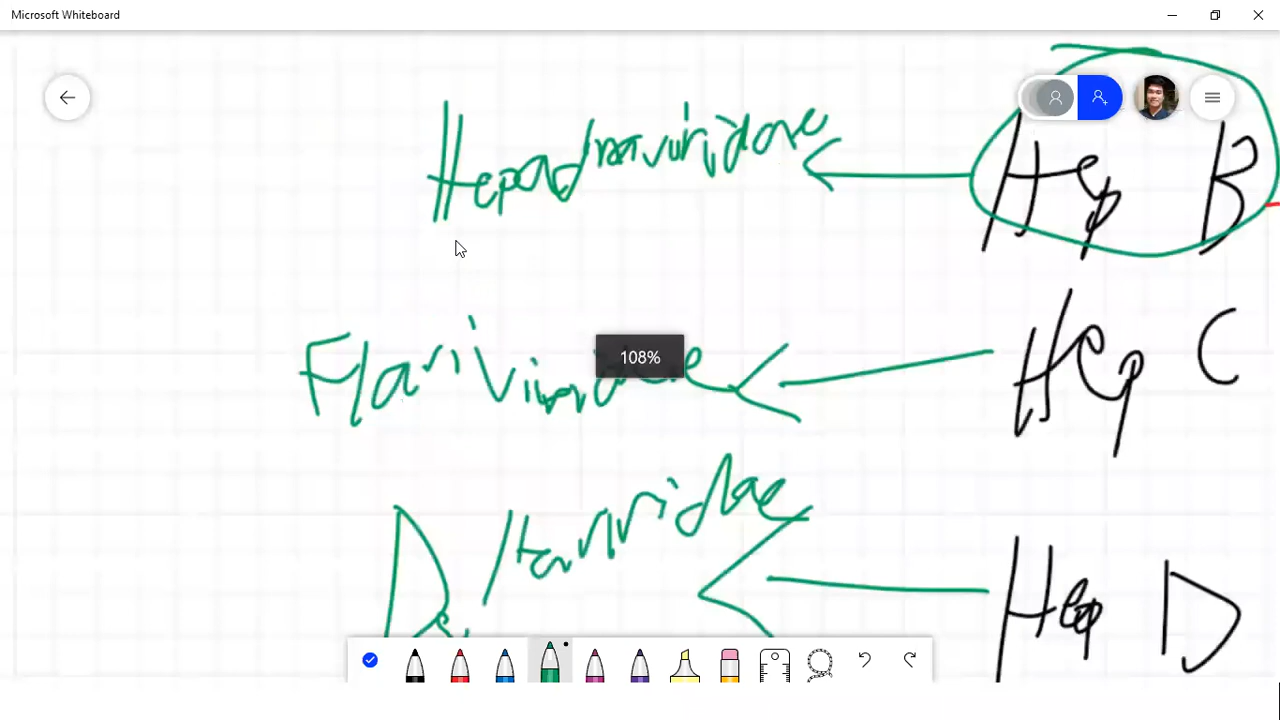 Microsoft Whiteboard
Hepadnaviridae
Hep B
Flaviviridae
108%
Hep C
Deltaviridae
Hep D